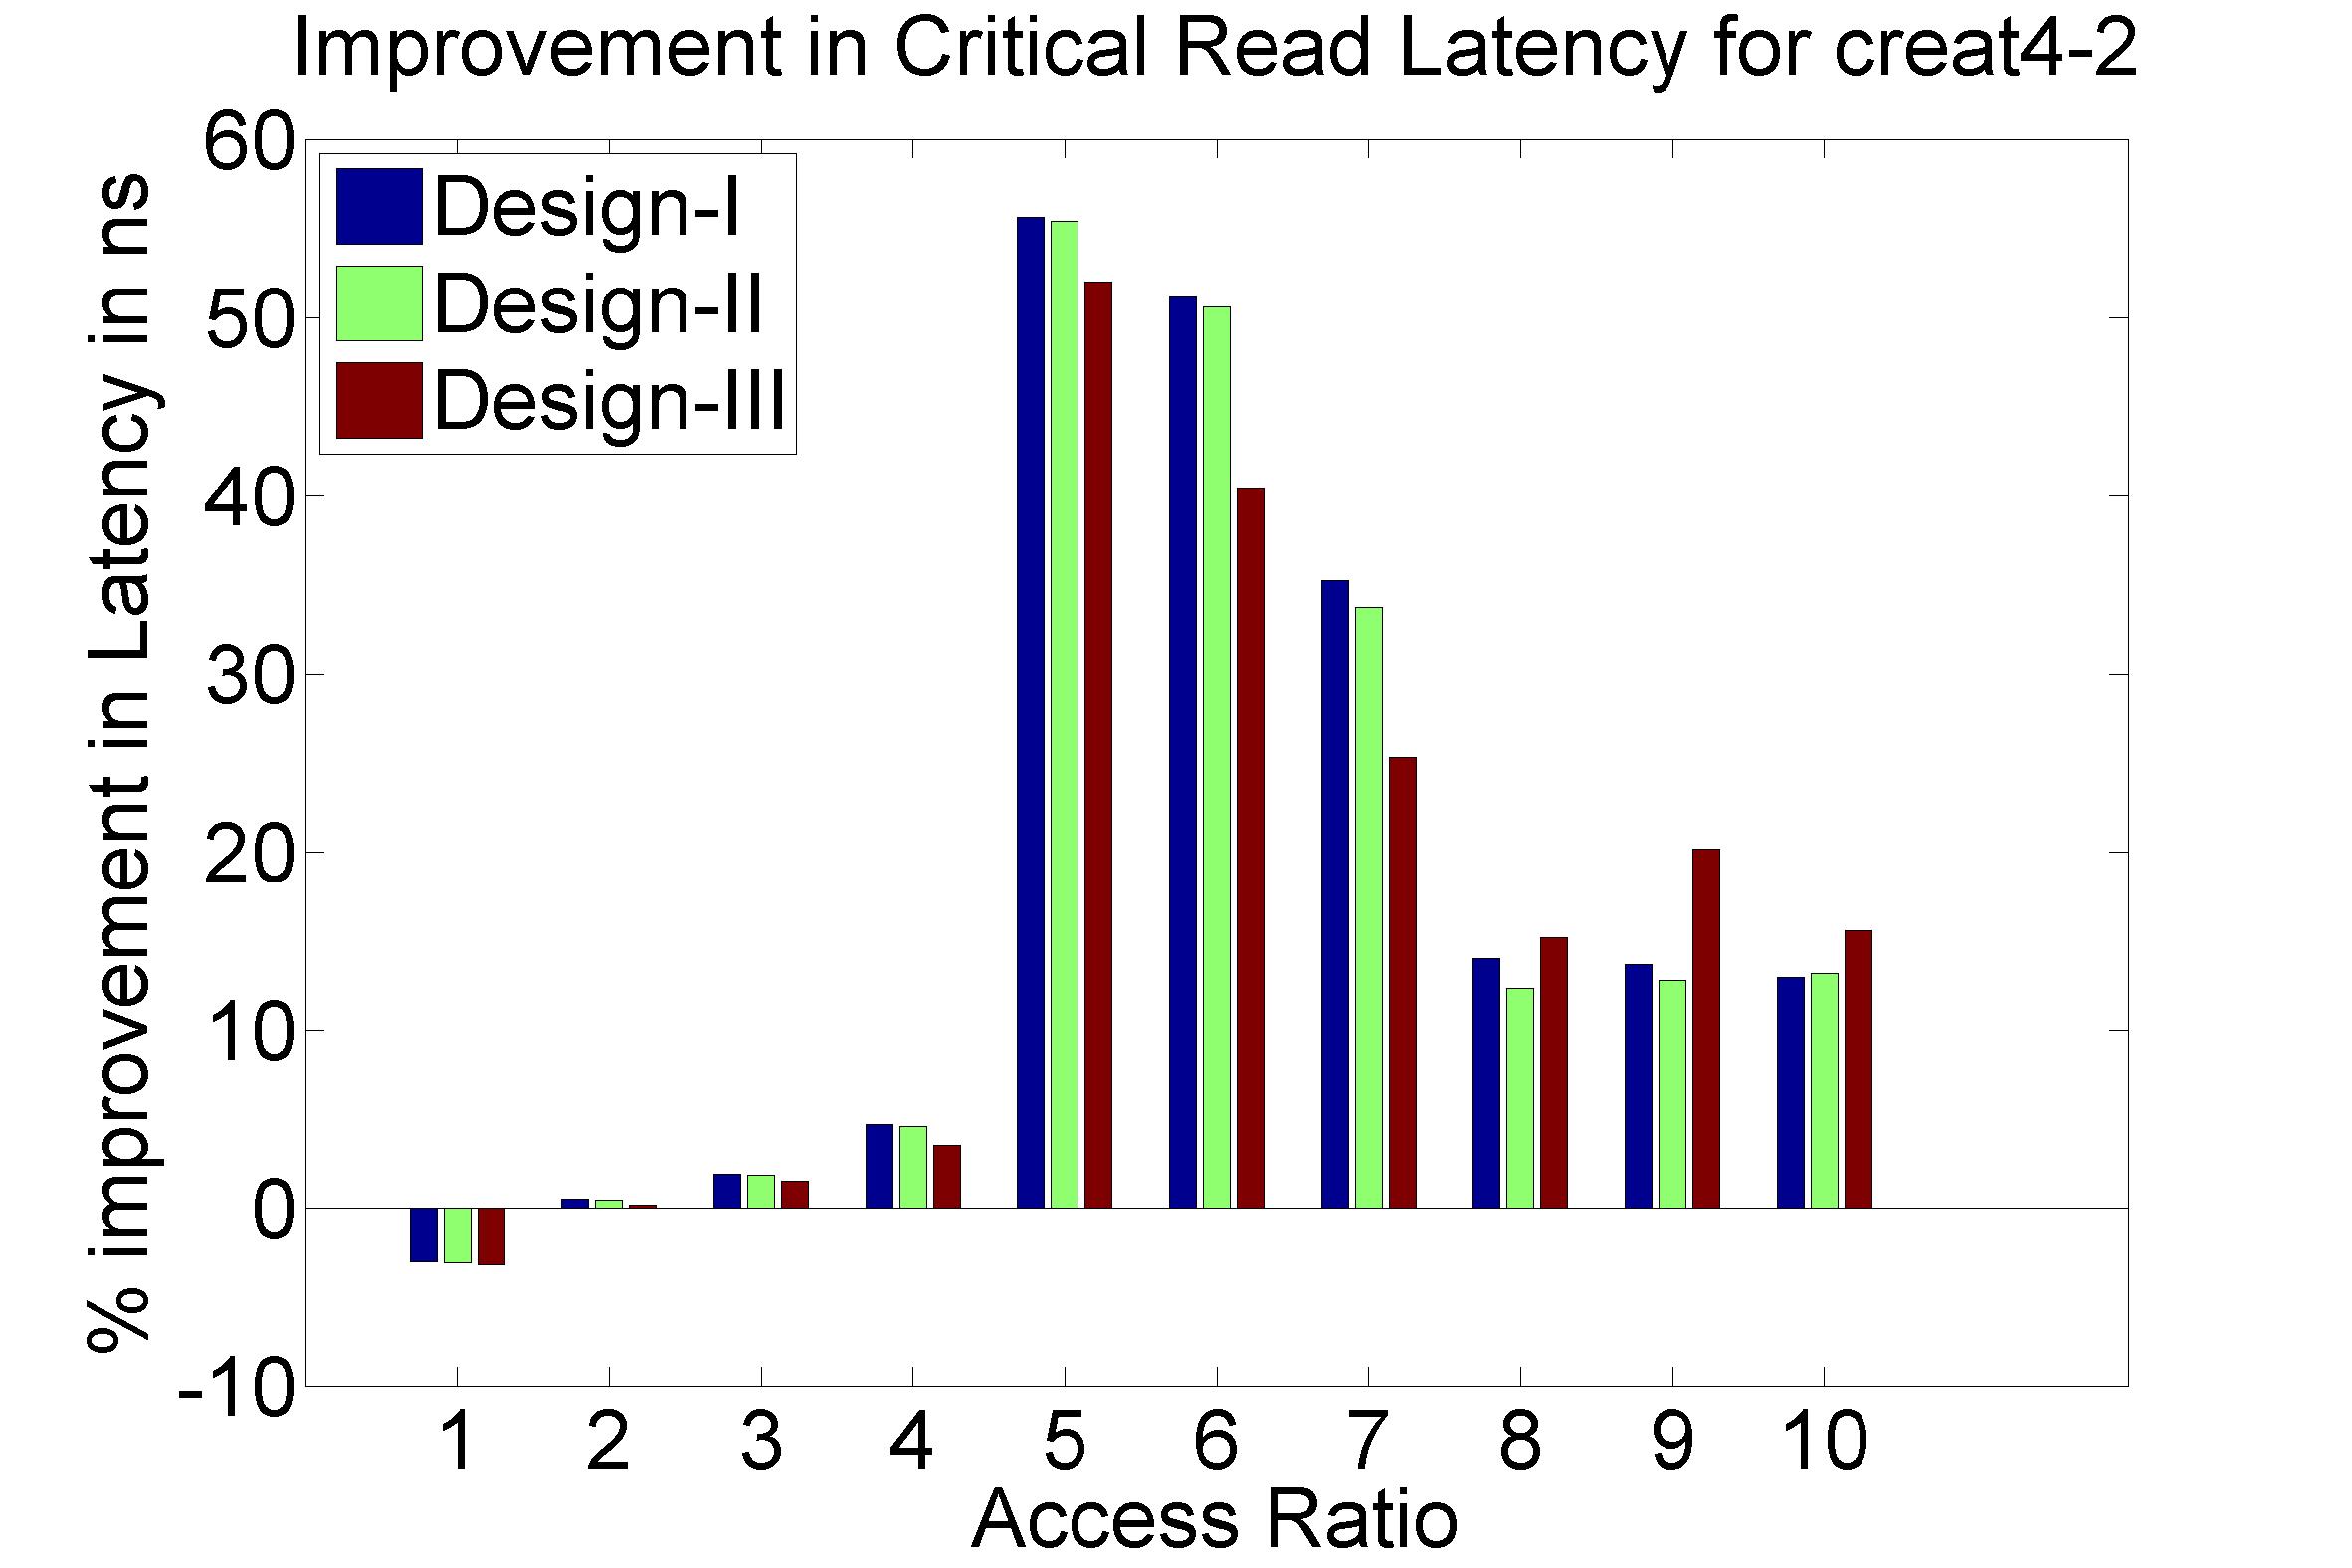 Improvement in Critical Read Latency for creat4-2
% improvement in Latency in ns
60
50
40
30
20
10
0
-10
Design-I
Design-II
Design-III
1 2 3 4 5 6 7 8 9 10
Access Ratio